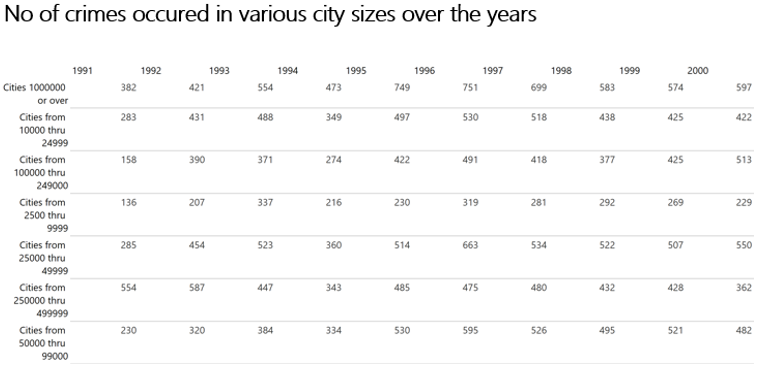 No of crimes occured in various city sizes over the years
1991 1992 1993 1994 1995 1996 1997 1998 1999 2000
Cities 1000000 382 421 554 473 749 751 699 583 574 597
or over
Cities from 283 431 488 349 497 530 518 438 425 422
10000 thru
24999
Cities from 158 390 371 274 422 491 418 377 425 513
100000 thru
249000
Cities from 136 207 337 216 230 319 281 292 269 229
2500 thru
9999
Cities from 285 454 523 360 514 663 534 522 507 550
25000 thru
49999
Cities from 554 587 447 343 485 475 480 432 428 362
250000 thru
499999
Cities from 230 320 384 334 530 595 526 495 521 482
50000 thru
99000